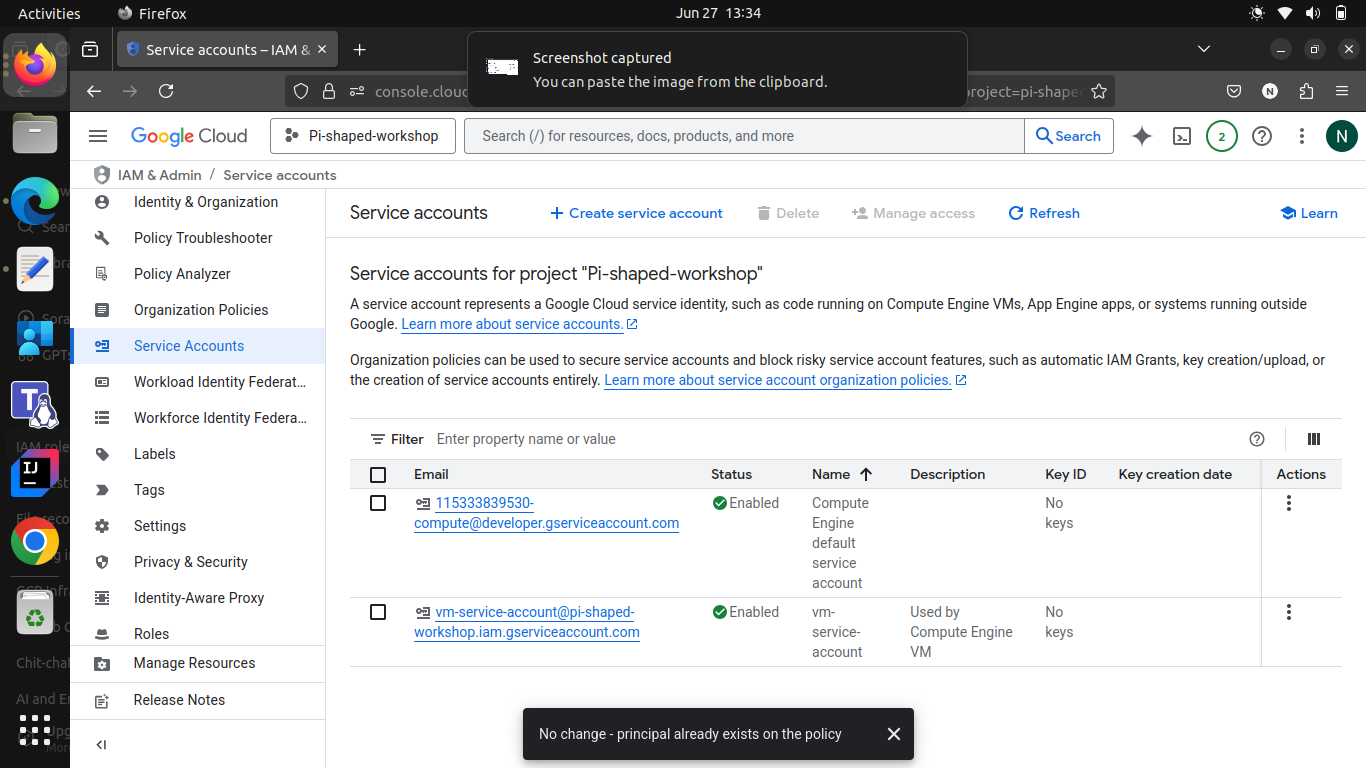 Activities
Firefox
Jun 27 13:34
Service accounts – IAM &
Screenshot captured
You can paste the image from the clipboard.
console.cloud
project=pi-shape
N
Google Cloud
Pi-shaped-workshop
Search (/) for resources, docs, products, and more
Search
2
N
IAM & Admin / Service accounts
Identity & Organization
Policy Troubleshooter
Policy Analyzer
Organization Policies
Service Accounts
Workload Identity Federat...
Workforce Identity Federa...
Labels
Tags
Settings
Privacy & Security
Identity-Aware Proxy
Roles
Manage Resources
Release Notes
Service accounts
Create service account
Delete
Manage access
Refresh
Learn
Service accounts for project "Pi-shaped-workshop"
A service account represents a Google Cloud service identity, such as code running on Compute Engine VMs, App Engine apps, or systems running outside
Google. Learn more about service accounts.
Organization policies can be used to secure service accounts and block risky service account features, such as automatic IAM Grants, key creation/upload, or
the creation of service accounts entirely. Learn more about service account organization policies.
Filter Enter property name or value
Email Status Name Description Key ID Key creation date Actions
115333839530-
compute@developer.gserviceaccount.com
Enabled
Compute
Engine
default
service
account
No
keys
vm-service-account@pi-shaped-
workshop.iam.gserviceaccount.com
Enabled
vm-
service-
account
Used by
Compute Engine
VM
No
keys
No change - principal already exists on the policy
T
IJ
GPTs
IAM role
Chit-chat